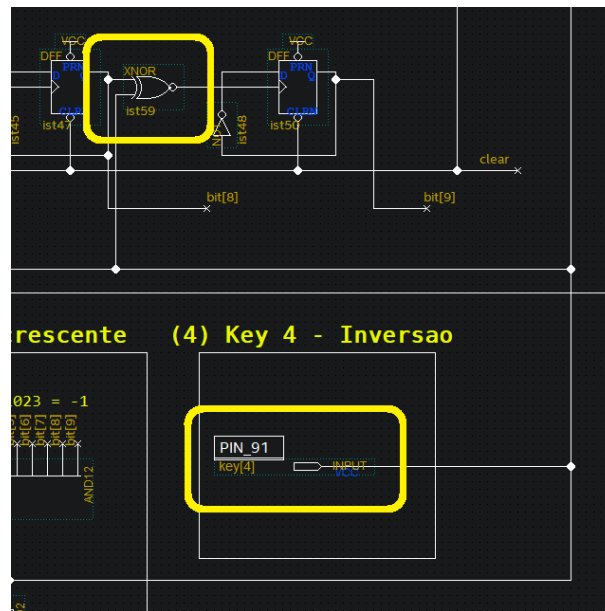 VCC
VCC
DFF
PRN
D
Q
CLRN
ist47
XNOR
ist59
DFF
PRN
D
Q
CLRN
ist50
ist45
ist48
clear
bit[8]
bit[9]
rescente
(4) Key 4 - Inversao
023 = -1
bit[6]
bit[7]
bit[8]
bit[9]
AND12
PIN_91
key[4]
INPUT
VCC